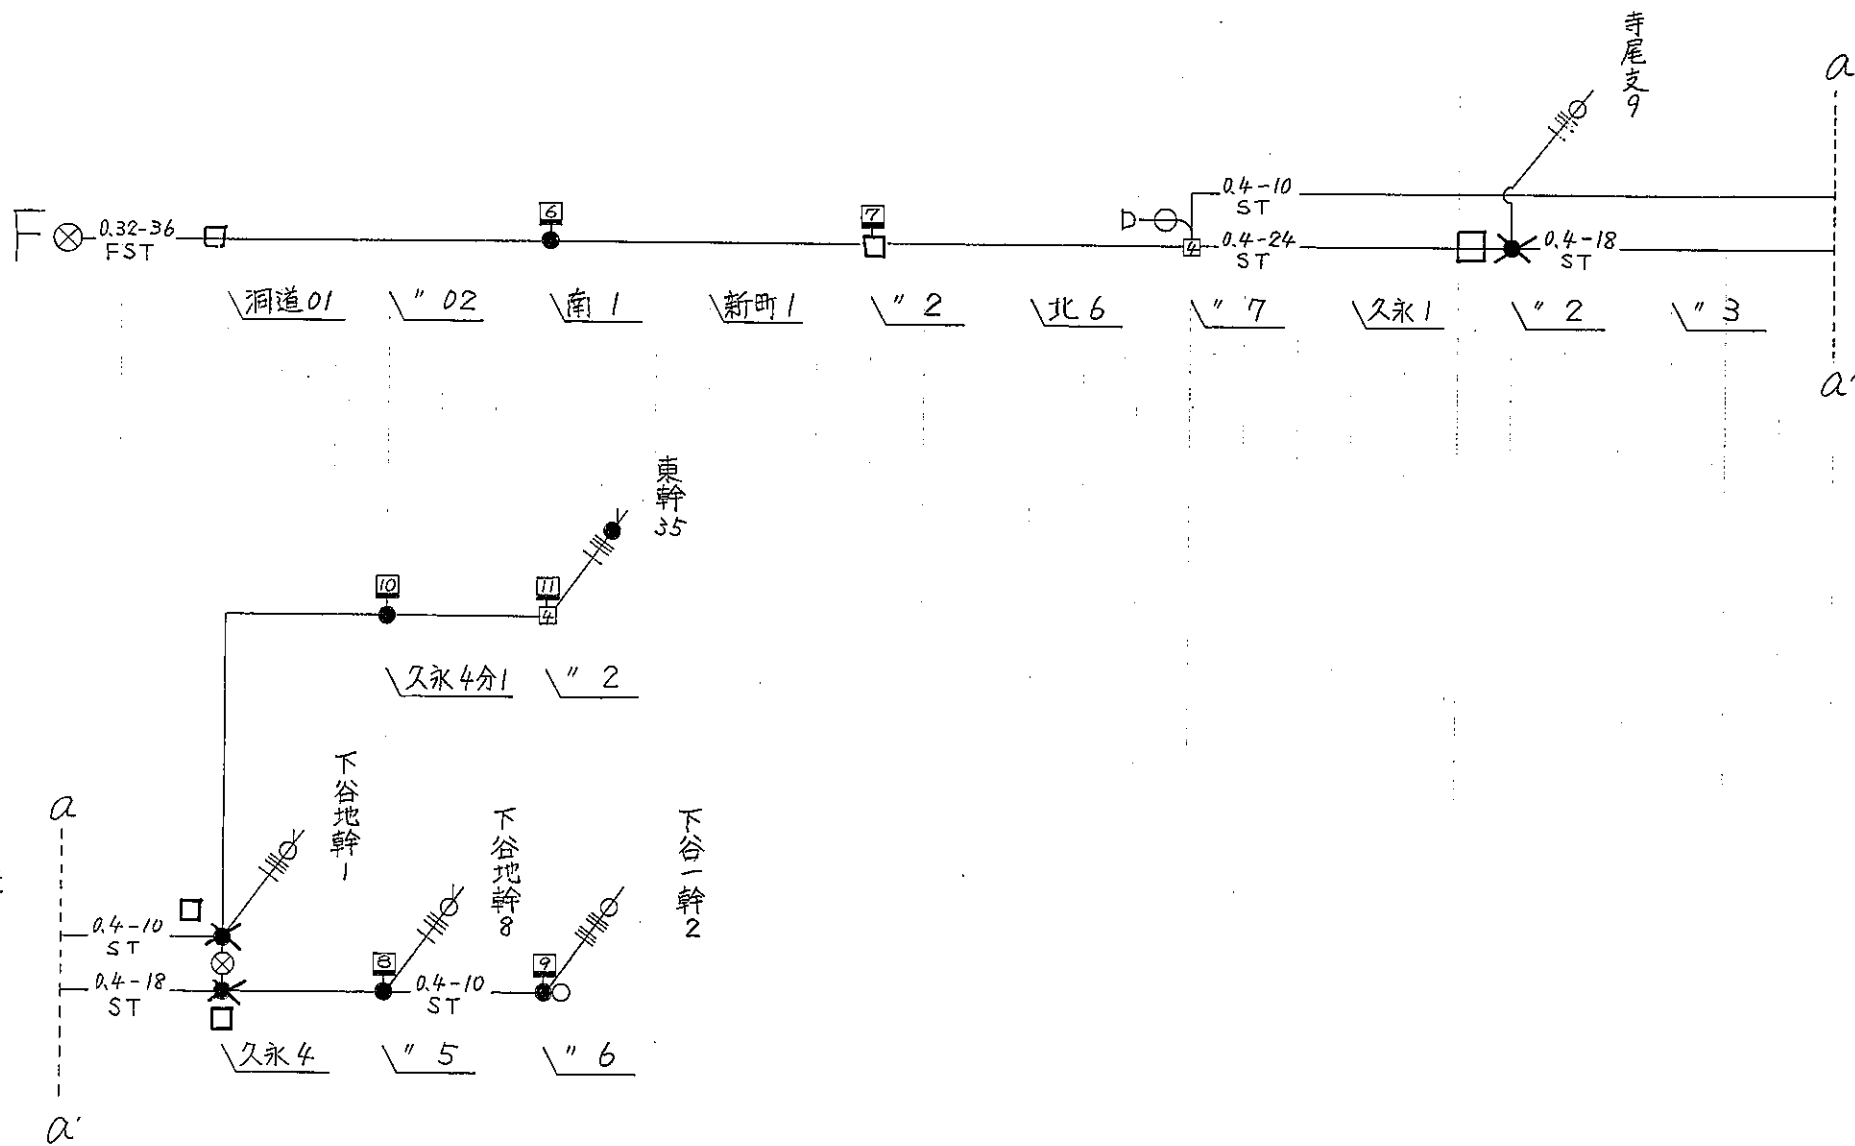 寺尾支9
a
F
0.32-36
FST
6
7
4
0.4-10
ST
0.4-24
ST
0.4-18
ST
洞道01
〃 02
南 1
新町 1
〃 2
北 6
〃 7
久永 1
〃 2
〃 3
a'
東幹35
10
11
4
久永4分1
〃 2
下谷地幹1
下谷地幹8
下谷一幹2
a
0.4-10
ST
0.4-18
ST
8
0.4-10
ST
9
久永 4
〃 5
〃 6
a'